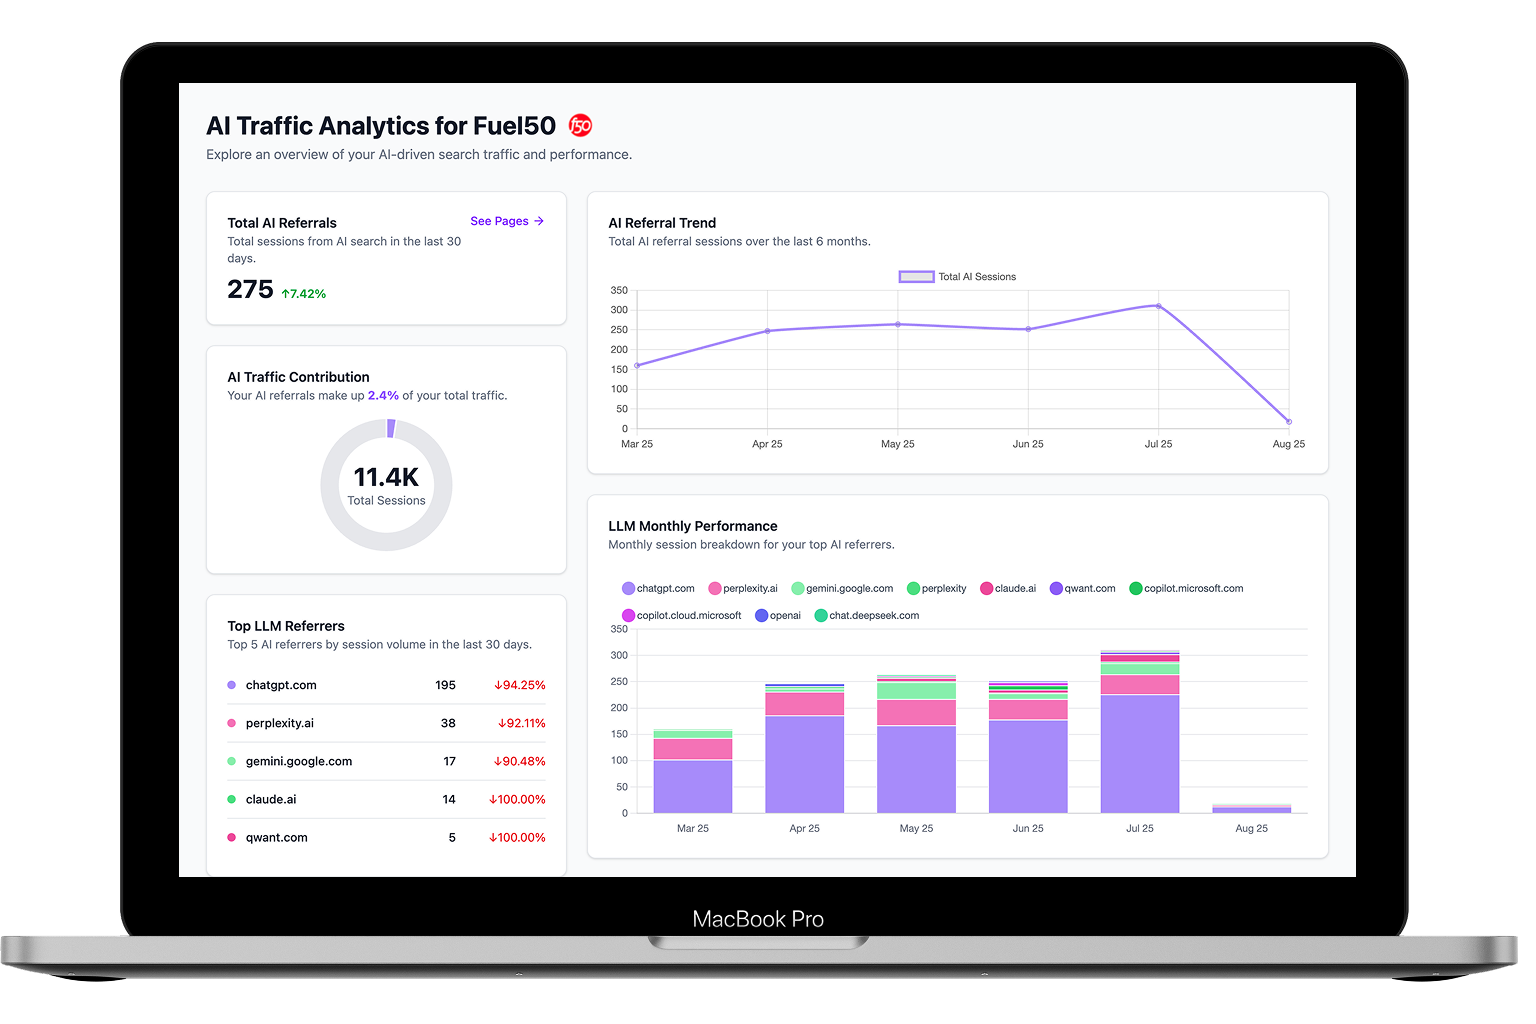 AI Traffic Analytics for Fuel50
f50
Explore an overview of your AI-driven search traffic and performance.
Total AI Referrals
See Pages →
Total sessions from AI search in the last 30
days.
275 ↑7.42%
AI Traffic Contribution
Your AI referrals make up 2.4% of your total traffic.
11.4K
Total Sessions
Top LLM Referrers
Top 5 AI referrers by session volume in the last 30 days.
chatgpt.com 195 ↓94.25%
perplexity.ai 38 ↓92.11%
gemini.google.com 17 ↓90.48%
claude.ai 14 ↓100.00%
qwant.com 5 ↓100.00%
AI Referral Trend
Total AI referral sessions over the last 6 months.
Total AI Sessions
350
300
250
200
150
100
50
0
Mar 25 Apr 25 May 25 Jun 25 Jul 25 Aug 25
LLM Monthly Performance
Monthly session breakdown for your top AI referrers.
chatgpt.com perplexity.ai gemini.google.com perplexity claude.ai qwant.com copilot.microsoft.com
copilot.cloud.microsoft openai chat.deepseek.com
350
300
250
200
150
100
50
0
Mar 25 Apr 25 May 25 Jun 25 Jul 25 Aug 25
MacBook Pro